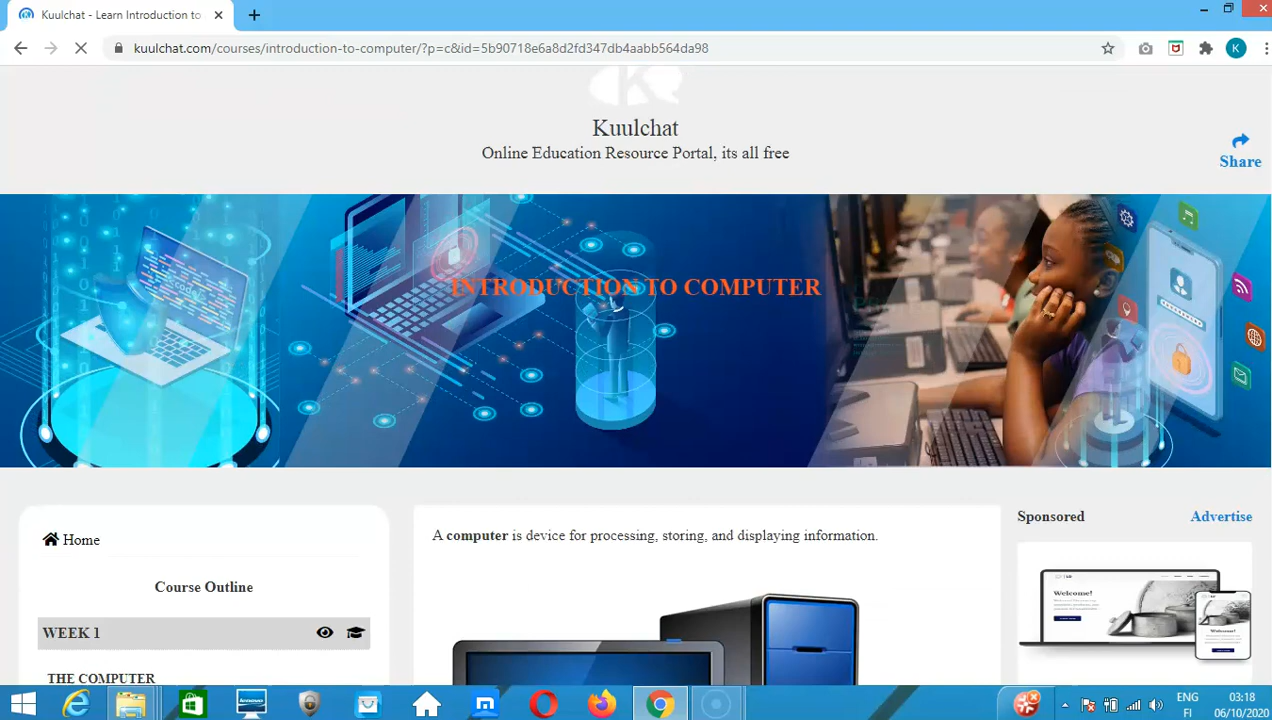 Kuulchat - Learn Introduction to
kuulchat.com/courses/introduction-to-computer/?p=c&id=5b90718e6a8d2fd347db4aabb564da98
K
Kuulchat
Online Education Resource Portal, its all free
Share
INTRODUCTION TO COMPUTER
Home
Course Outline
WEEK 1
THE COMPUTER
A computer is device for processing, storing, and displaying information.
Sponsored
Advertise
Welcome!
Welcome!
lenovo
ENG
FI
03:18
06/10/2020